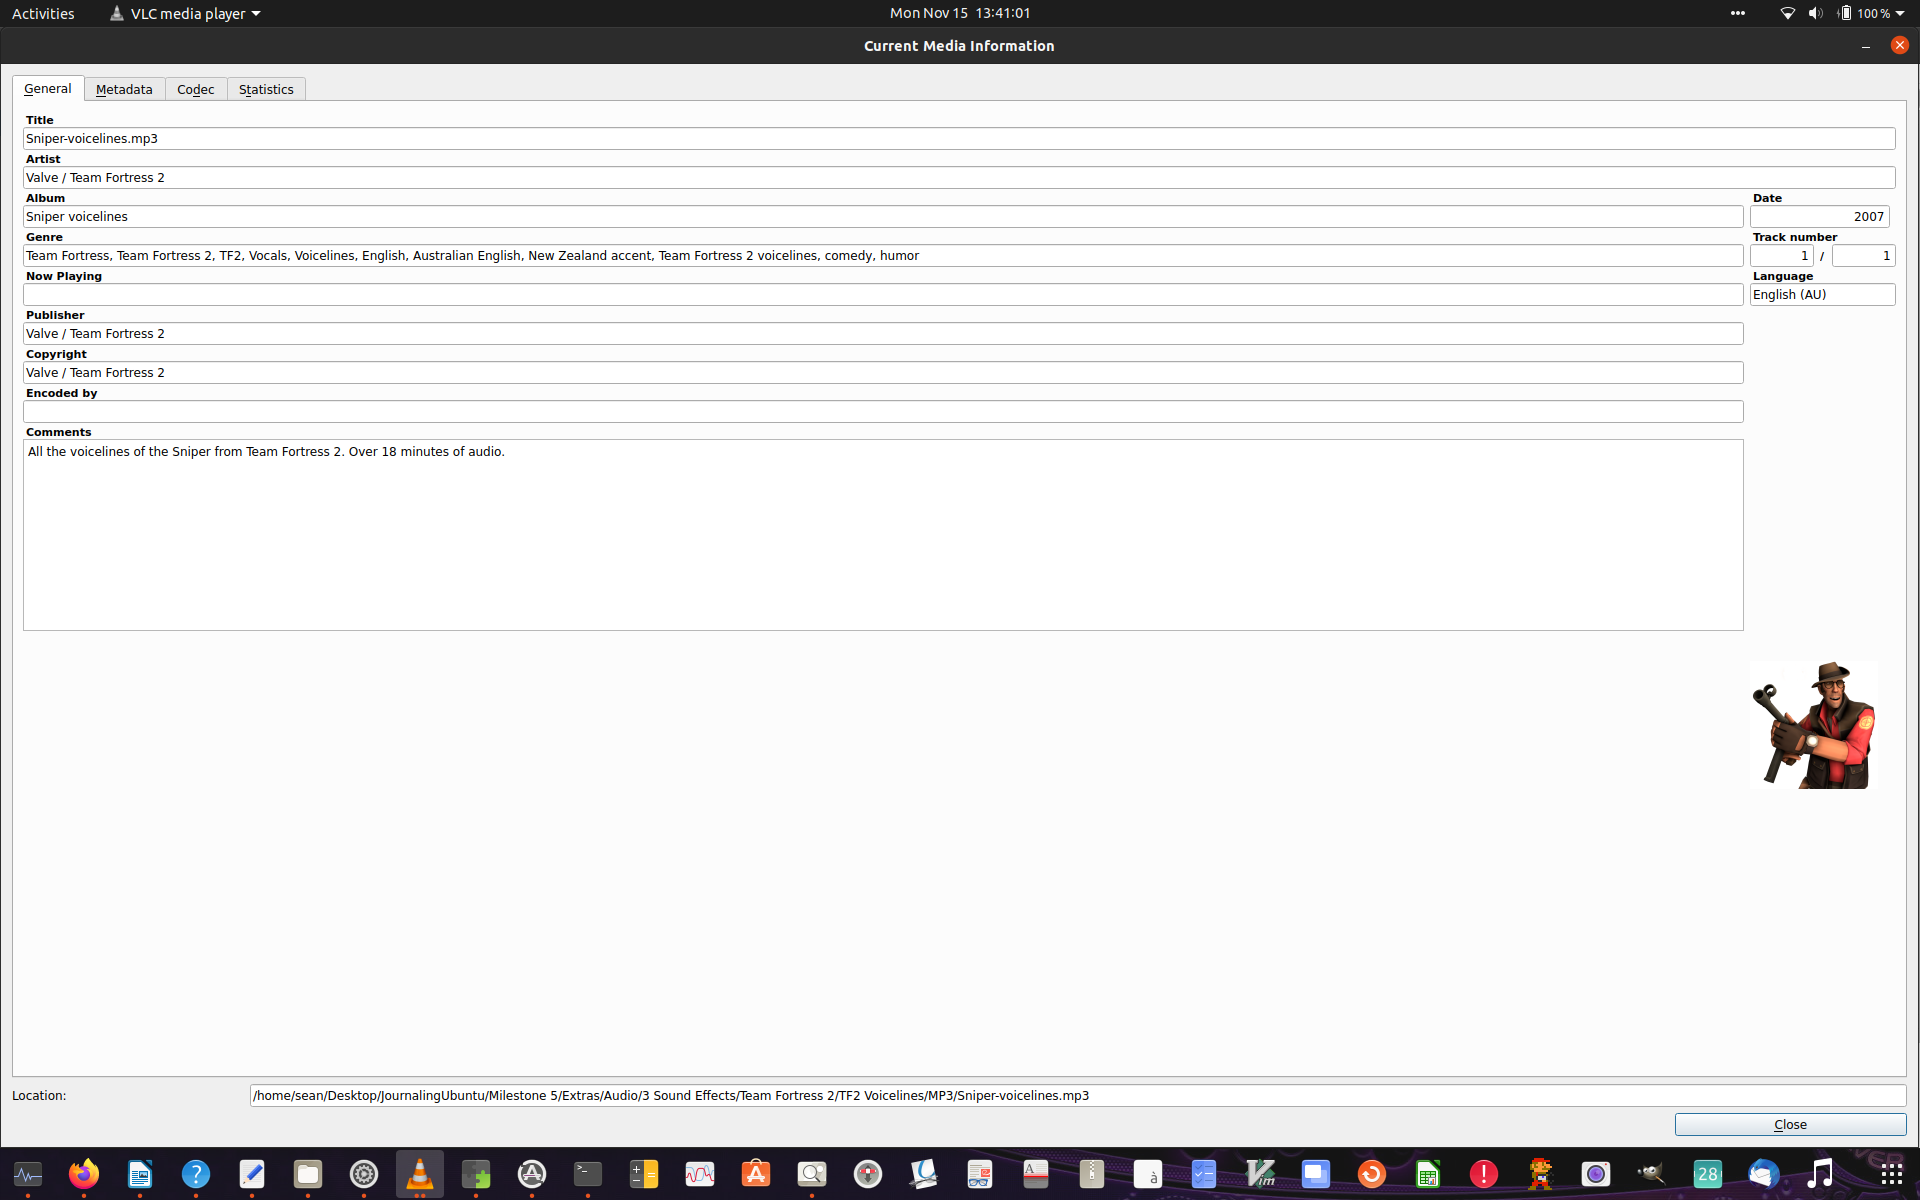 Activities VLC media player Mon Nov 15 13:41:01 100 %
Current Media Information
General Metadata Codec Statistics
Title
Sniper-voicelines.mp3
Artist
Valve / Team Fortress 2
Album Date
Sniper voicelines 2007
Genre Track number
Team Fortress, Team Fortress 2, TF2, Vocals, Voicelines, English, Australian English, New Zealand accent, Team Fortress 2 voicelines, comedy, humor 1 / 1
Now Playing Language
English (AU)
Publisher
Valve / Team Fortress 2
Copyright
Valve / Team Fortress 2
Encoded by
Comments
All the voicelines of the Sniper from Team Fortress 2. Over 18 minutes of audio.
Location: /home/sean/Desktop/JournalingUbuntu/Milestone 5/Extras/Audio/3 Sound Effects/Team Fortress 2/TF2 Voicelines/MP3/Sniper-voicelines.mp3
Close
28